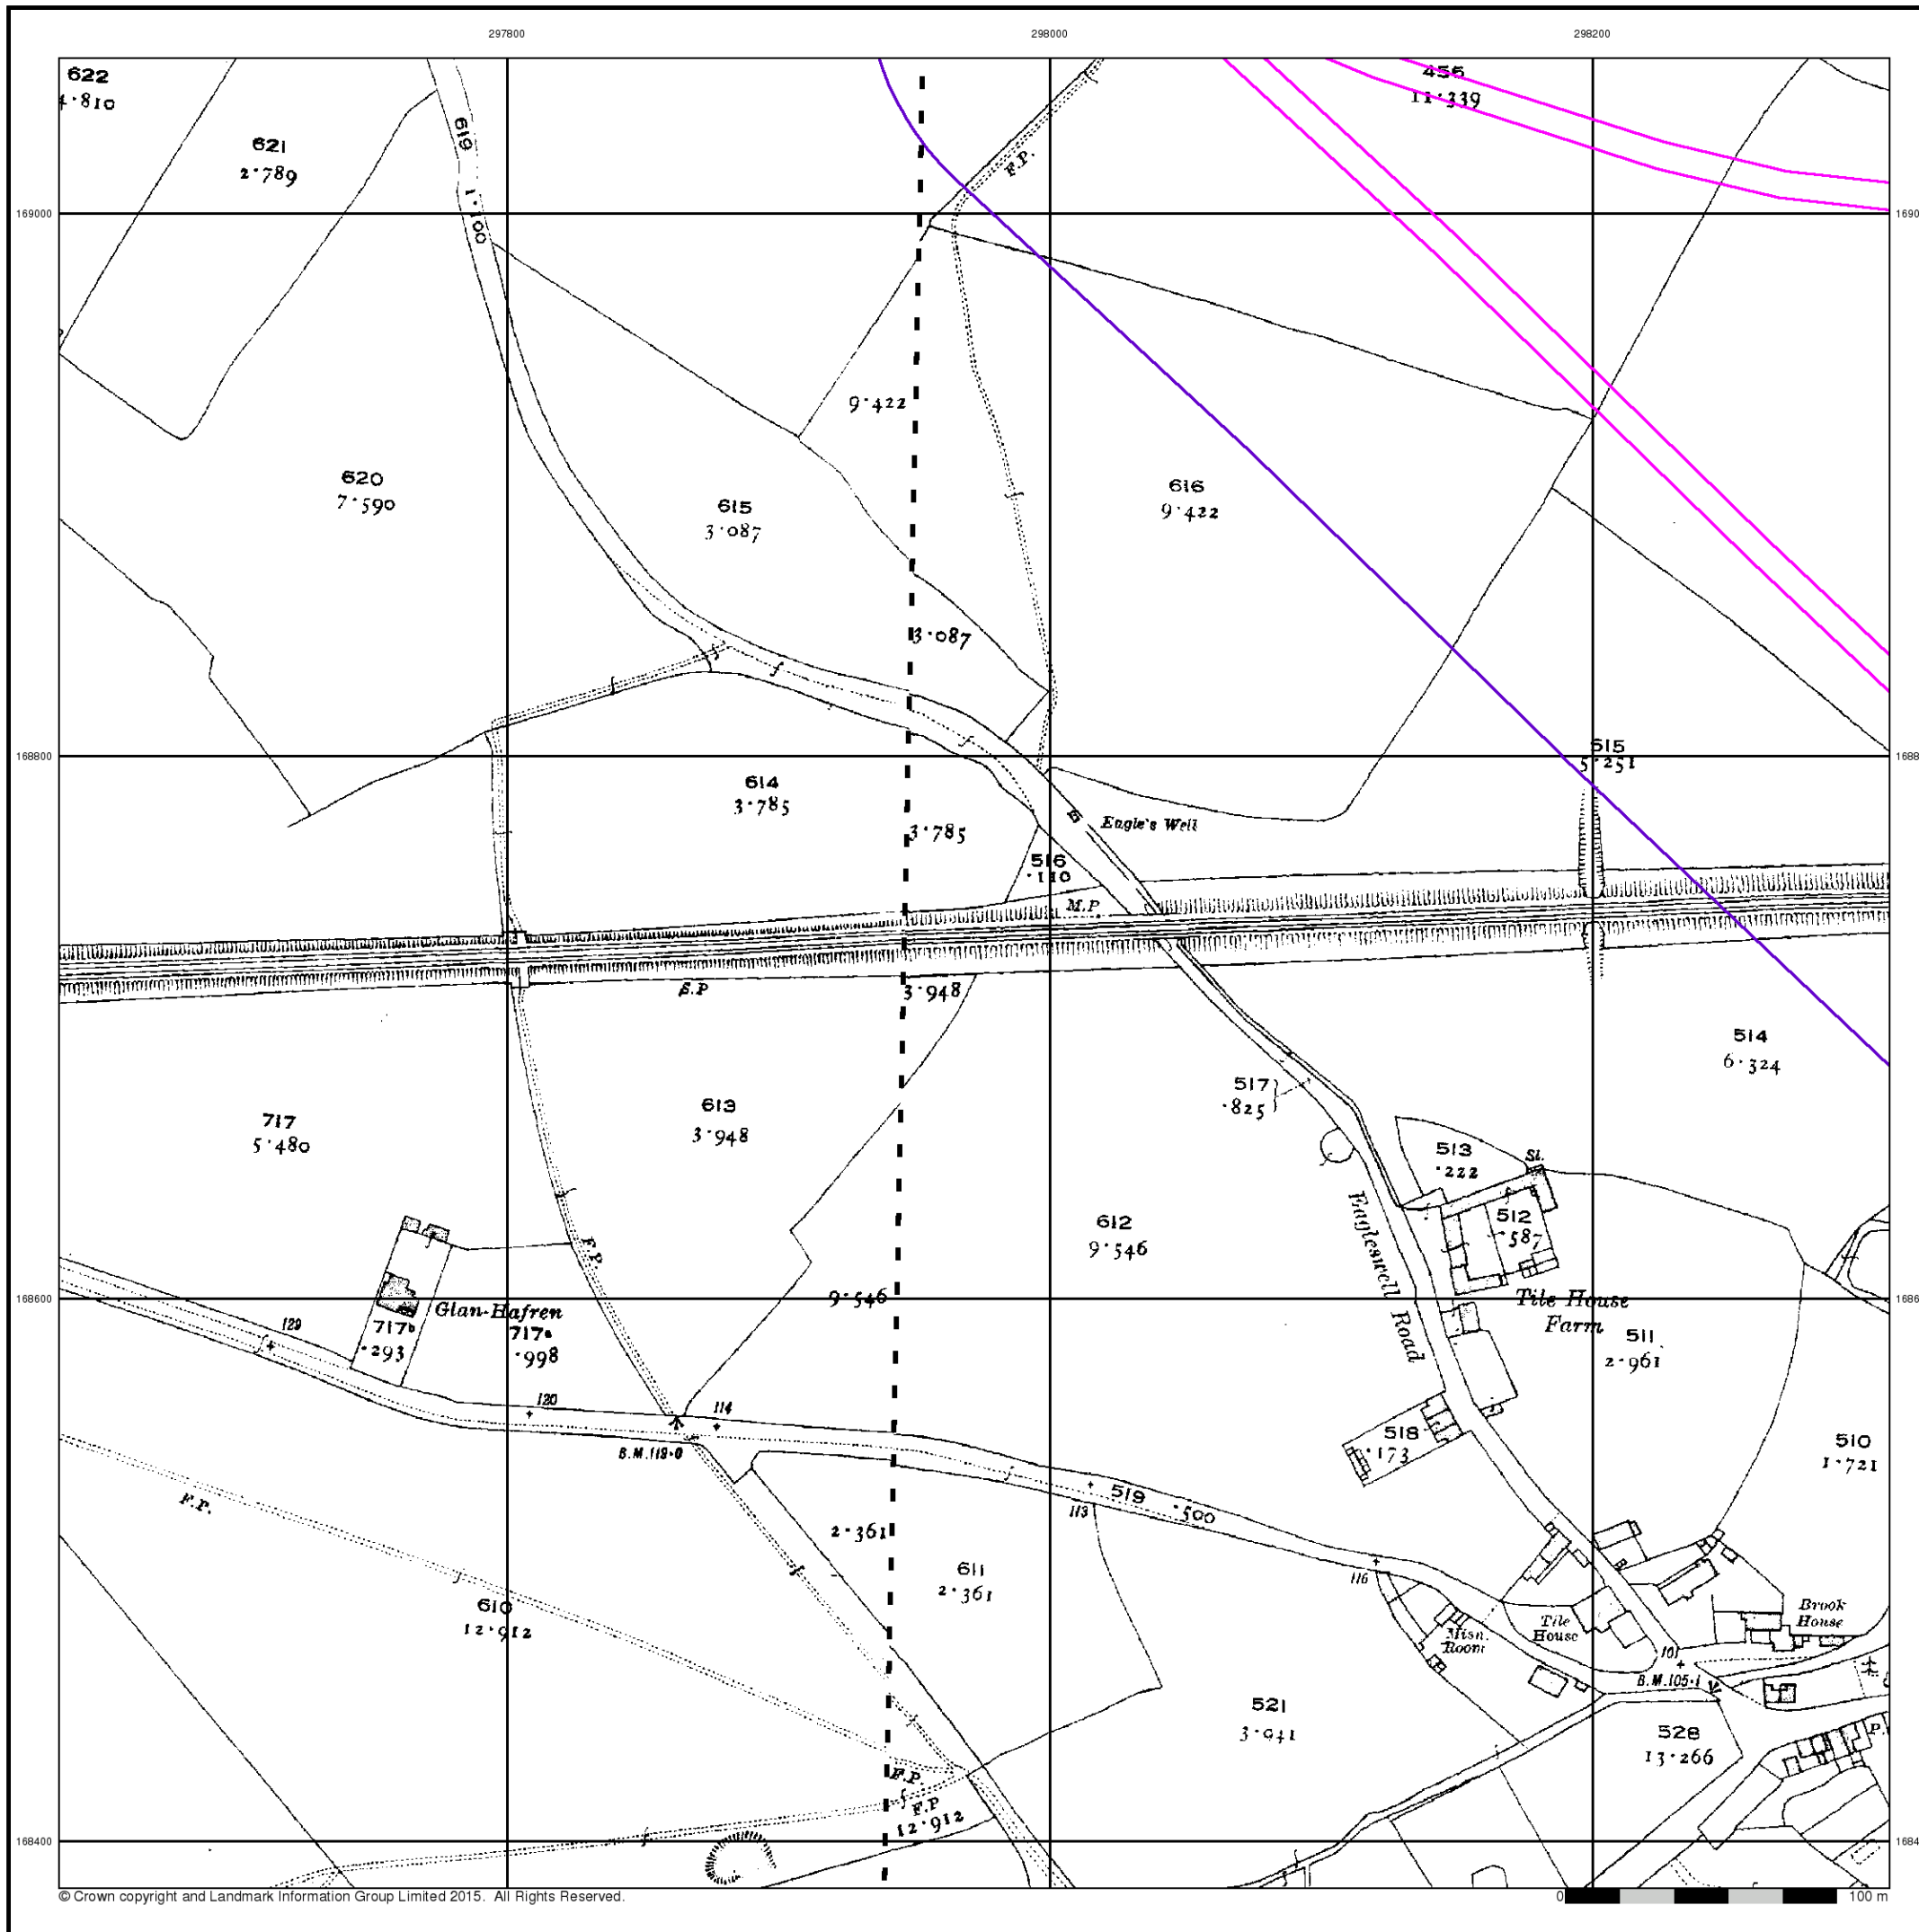 297800 298000 298200
622
4·810
621
2·789
619
1·100
456
11·339
F.P.
169000
9·422
620
7·590
615
3·087
616
9·422
3·087
168800
614
3·785
3·785
515
5·251
Eagle's Well
516
·110
M.P.
S.P
3·948
514
6·324
717
5·480
613
3·948
517
·825
513
·222
Sl.
512
·587
612
9·546
Eagleswell Road
F.P.
Glan-Hafren
168600
9·546
Tile House
Farm
129
717b
·293
717a
·998
511
2·961
120
114
B.M.119·0
518
·173
510
1·721
F.P.
519 ·500
113
2·361
611
2·361
116
610
12·912
Misn.
Room
Tile
House
Brook
House
101
B.M.105·1
521
3·941
528
13·266
P.
F.P.
F.P
12·912
168400
© Crown copyright and Landmark Information Group Limited 2015. All Rights Reserved.
0 100 m